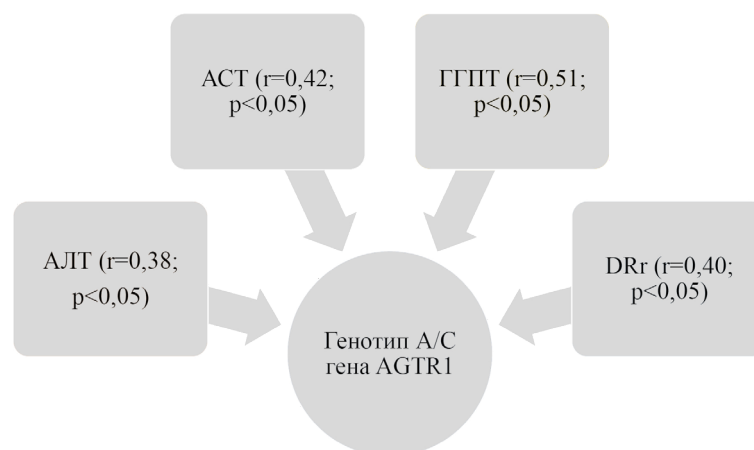 АСТ (r=0,42;
p<0,05)
ГГПТ (r=0,51;
p<0,05)
АЛТ (r=0,38;
p<0,05)
DRr (r=0,40;
p<0,05)
Генотип А/С
гена AGTR1